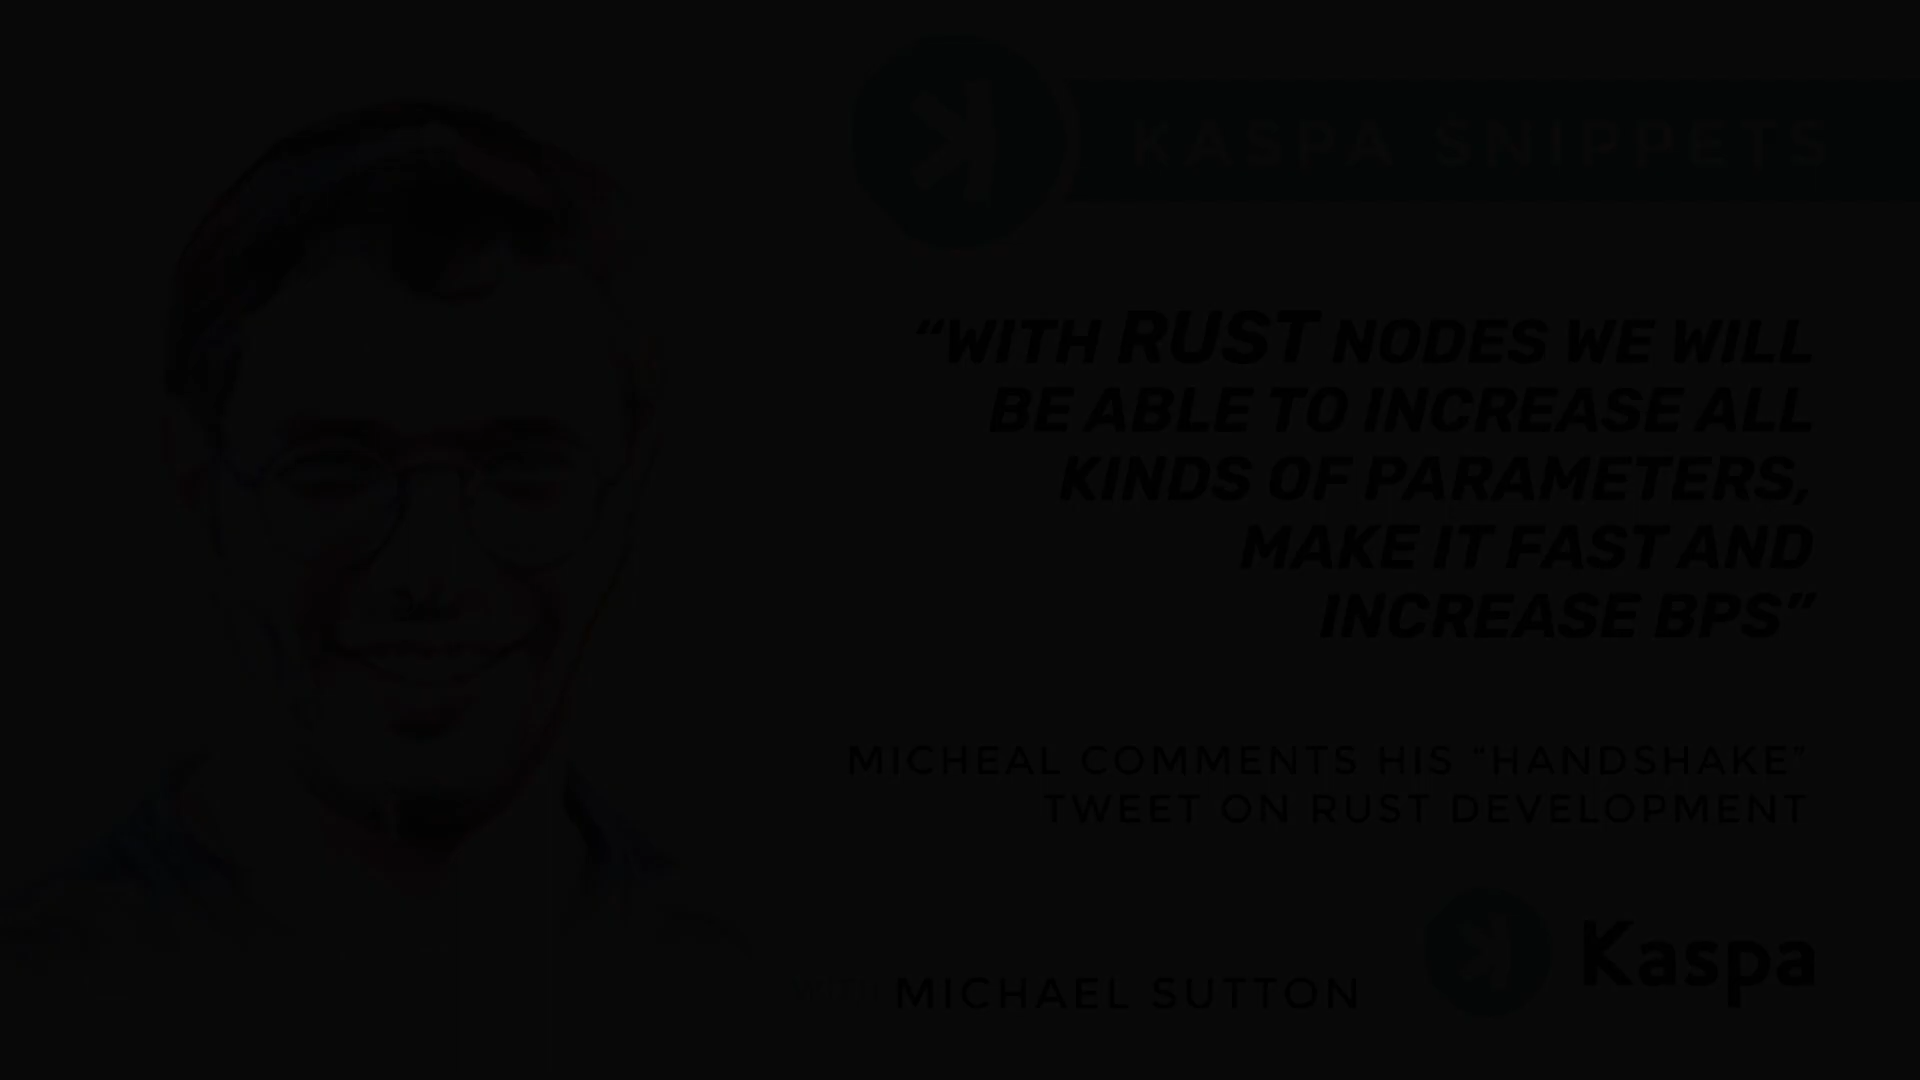 KASPA SNIPPETS
“WITH RUST NODES WE WILL
BE ABLE TO INCREASE ALL
KINDS OF PARAMETERS,
MAKE IT FAST AND
INCREASE BPS”
MICHEAL COMMENTS HIS “HANDSHAKE”
TWEET ON RUST DEVELOPMENT
WITH MICHAEL SUTTON
Kaspa